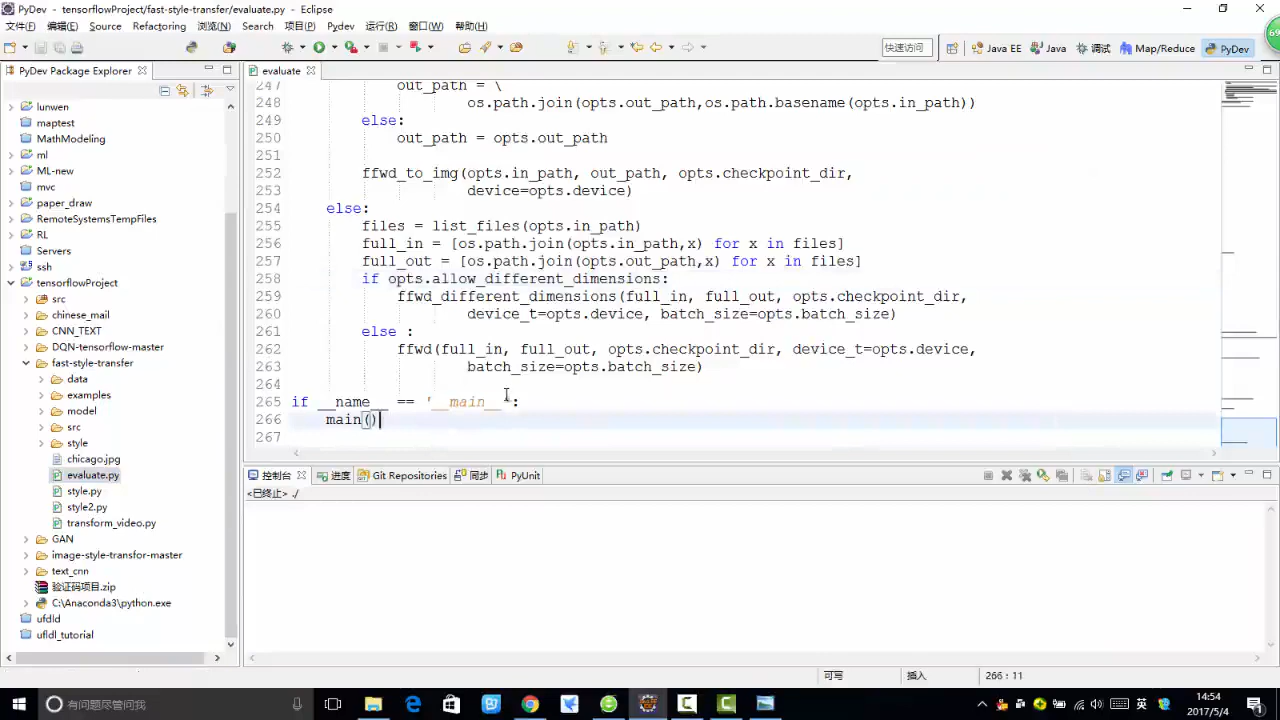 PyDev - tensorflowProject/fast-style-transfer/evaluate.py - Eclipse
文件(F) 编辑(E) Source Refactoring 浏览(N) Search 项目(P) Pydev 运行(R) 窗口(W) 帮助(H)
快速访问 Java EE Java 调试 Map/Reduce PyDev
69
PyDev Package Explorer
lunwen
maptest
MathModeling
ml
ML-new
mvc
paper_draw
RemoteSystemsTempFiles
RL
Servers
ssh
tensorflowProject
src
chinese_mail
CNN_TEXT
DQN-tensorflow-master
fast-style-transfer
data
examples
model
src
style
chicago.jpg
evaluate.py
style.py
style2.py
transform_video.py
GAN
image-style-transfer-master
text_cnn
验证码项目.zip
C:\Anaconda3\python.exe
ufdld
ufldl_tutorial
evaluate
247 out_path = \
248 os.path.join(opts.out_path,os.path.basename(opts.in_path))
249 else:
250 out_path = opts.out_path
251
252 ffwd_to_img(opts.in_path, out_path, opts.checkpoint_dir,
253 device=opts.device)
254 else:
255 files = list_files(opts.in_path)
256 full_in = [os.path.join(opts.in_path,x) for x in files]
257 full_out = [os.path.join(opts.out_path,x) for x in files]
258 if opts.allow_different_dimensions:
259 ffwd_different_dimensions(full_in, full_out, opts.checkpoint_dir,
260 device_t=opts.device, batch_size=opts.batch_size)
261 else :
262 ffwd(full_in, full_out, opts.checkpoint_dir, device_t=opts.device,
263 batch_size=opts.batch_size)
264
265 if __name__ == '__main__':
266 main()
267
控制台 进度 Git Repositories 同步 PyUnit
<已终止> /
可写 插入 266 : 11
有问题尽管问我
英
14:54
2017/5/4